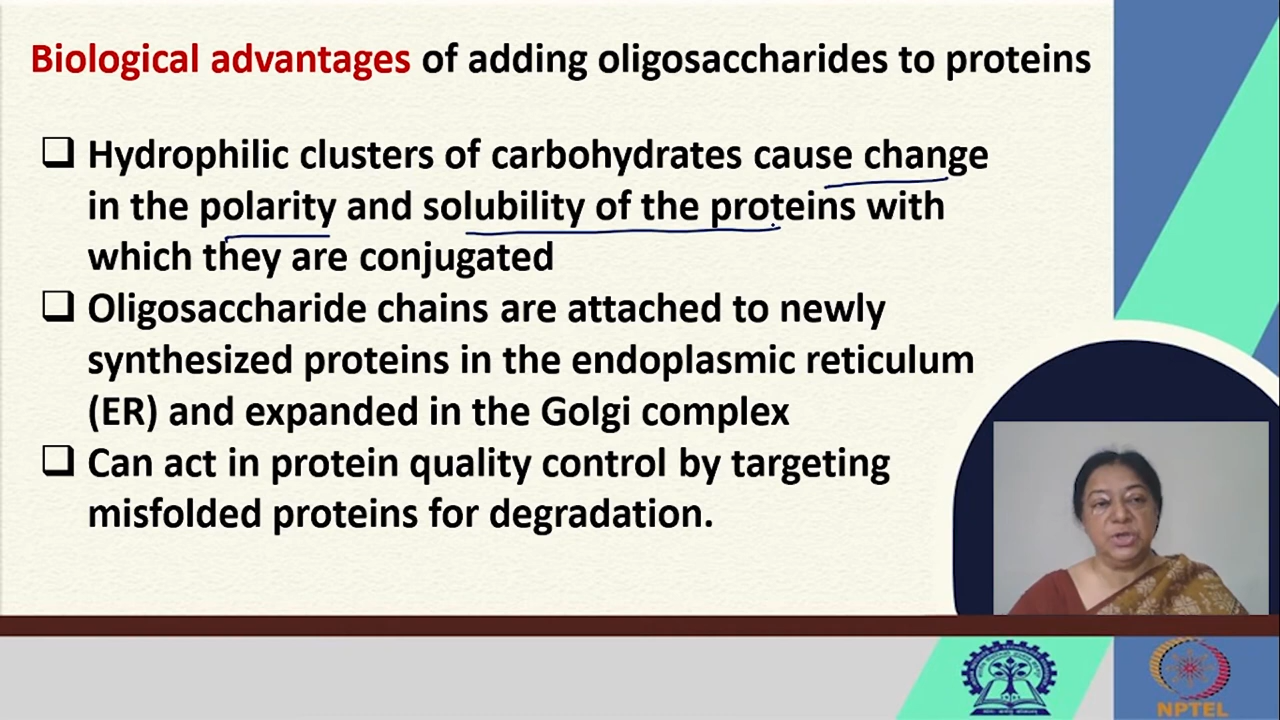 Biological advantages of adding oligosaccharides to proteins
❑ Hydrophilic clusters of carbohydrates cause change
in the polarity and solubility of the proteins with
which they are conjugated
❑ Oligosaccharide chains are attached to newly
synthesized proteins in the endoplasmic reticulum
(ER) and expanded in the Golgi complex
❑ Can act in protein quality control by targeting
misfolded proteins for degradation.
NPTEL